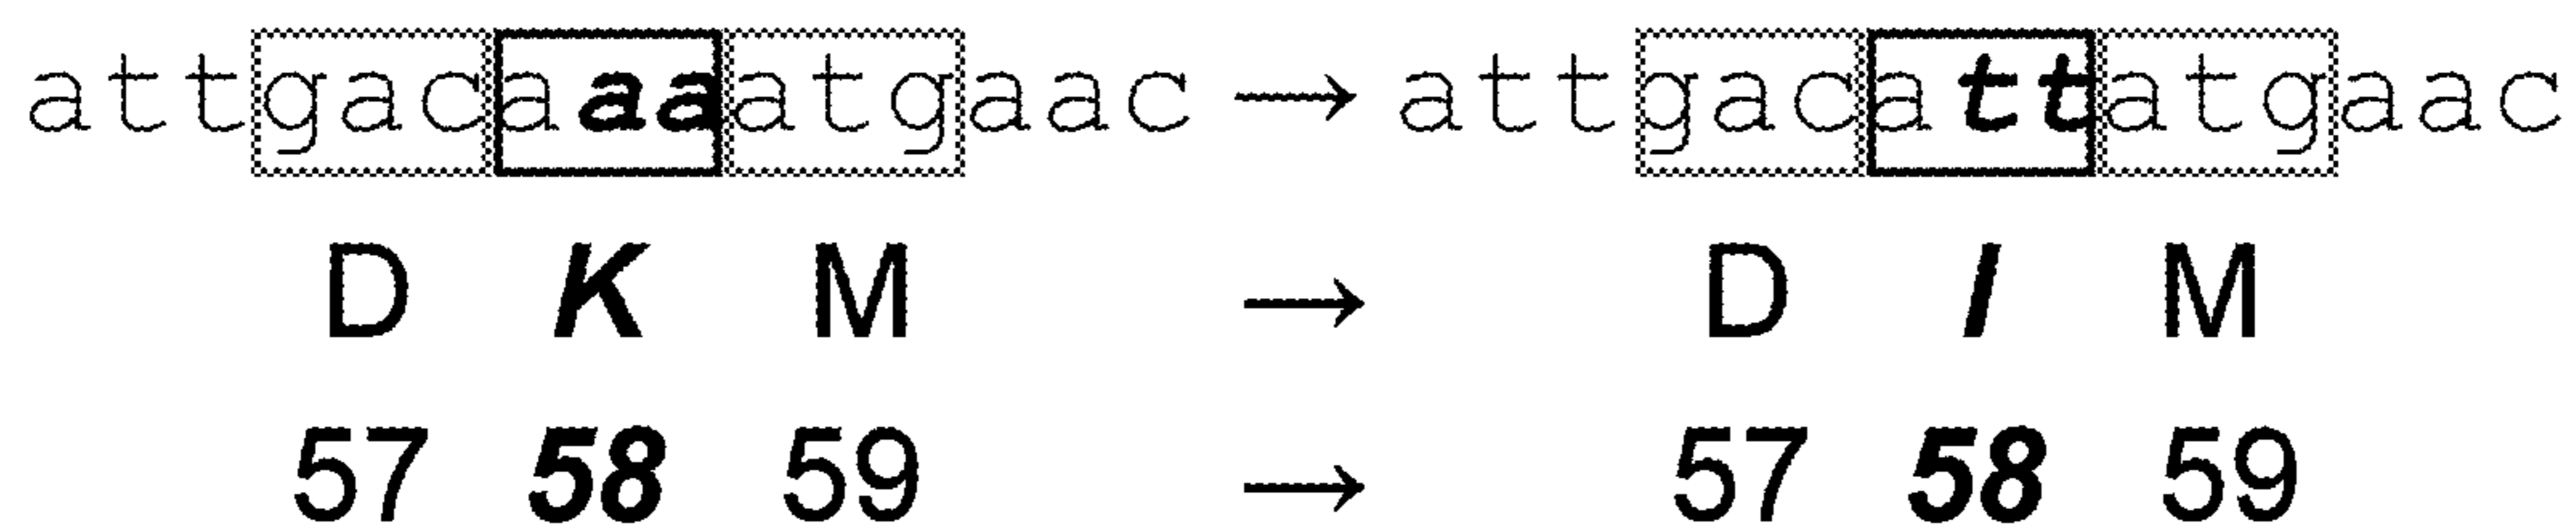 attgacaaaatgaac → attgacattatgaac
D K M → D I M
57 58 59 → 57 58 59